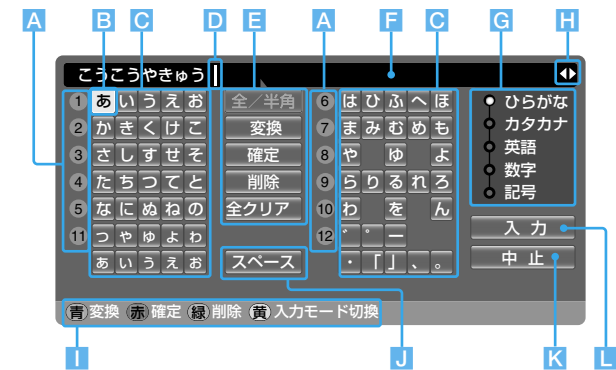 A B C D E A F C G H
こうこうやきゅう
1 あ い う え お 全／半角 6 は ひ ふ へ ほ ひらがな
2 か き く け こ 変換 7 ま み む め も カタカナ
3 さ し す せ そ 確定 8 や ゆ よ 英語
4 た ち つ て と 削除 9 ら り る れ ろ 数字
5 な に ぬ ね の 全クリア 10 わ を ん 記号
11 っ ゃ ゅ ょ ゎ 12 ゛ ゜ ー 入力
ぁ ぃ ぅ ぇ ぉ スペース ・ 「 」 、 。 中止
青 変換 赤 確定 緑 削除 黄 入力モード切換
I J K L